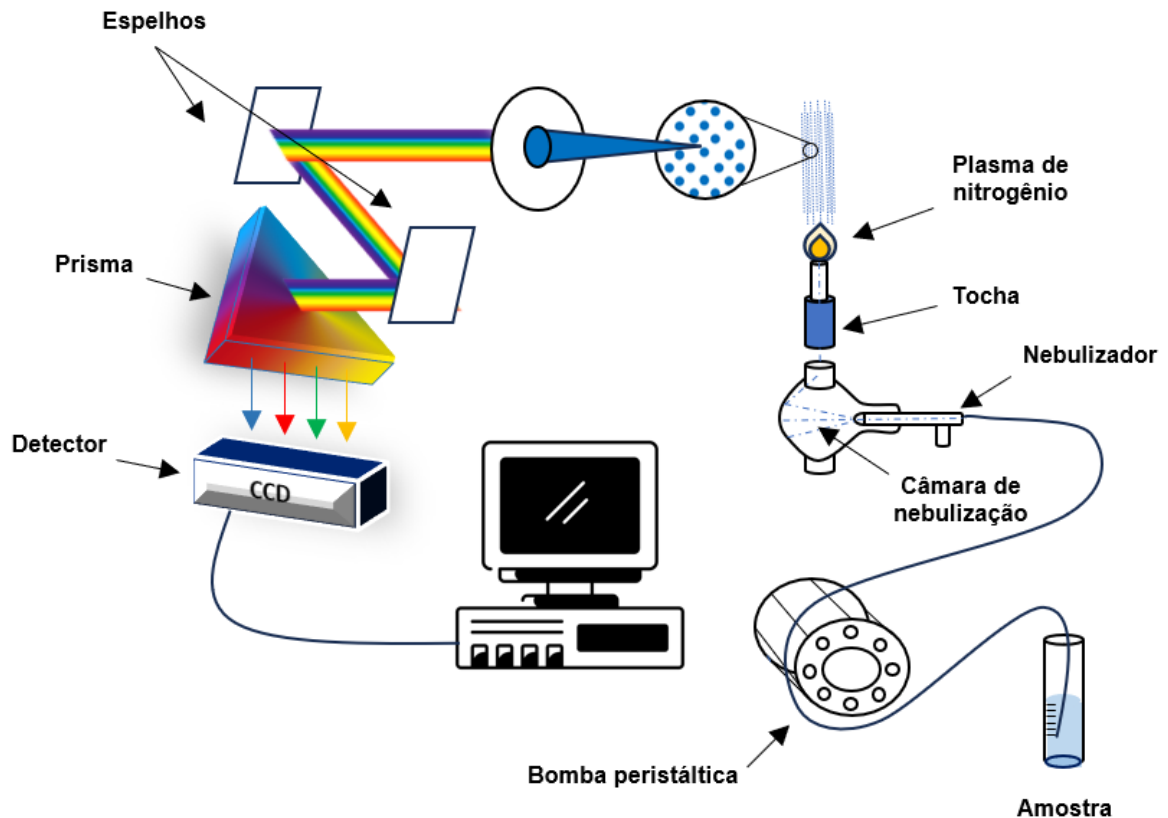 Espelhos
Plasma de
nitrogênio
Prisma
Tocha
Nebulizador
Detector
CCD
Câmara de
nebulização
Bomba peristáltica
Amostra